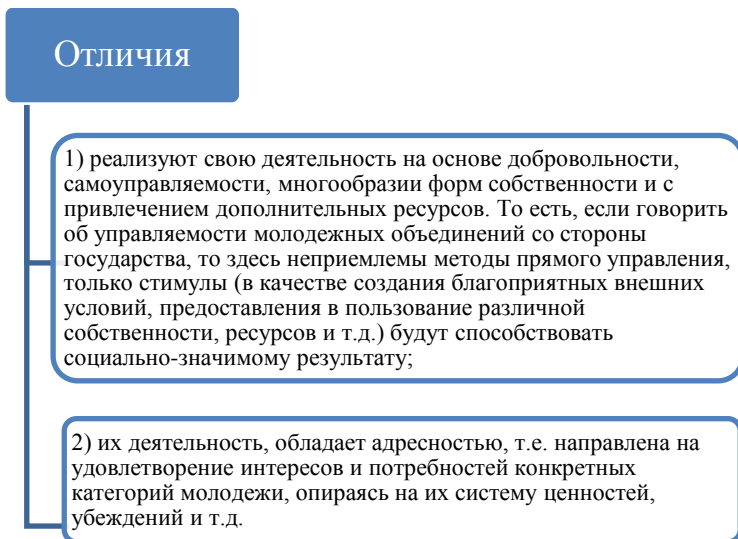 Отличия
1) реализуют свою деятельность на основе добровольности,
самоуправляемости, многообразии форм собственности и с
привлечением дополнительных ресурсов. То есть, если говорить
об управляемости молодежных объединений со стороны
государства, то здесь неприемлемы методы прямого управления,
только стимулы (в качестве создания благоприятных внешних
условий, предоставления в пользование различной
собственности, ресурсов и т.д.) будут способствовать
социально-значимому результату;
2) их деятельность, обладает адресностью, т.е. направлена на
удовлетворение интересов и потребностей конкретных
категорий молодежи, опираясь на их систему ценностей,
убеждений и т.д.